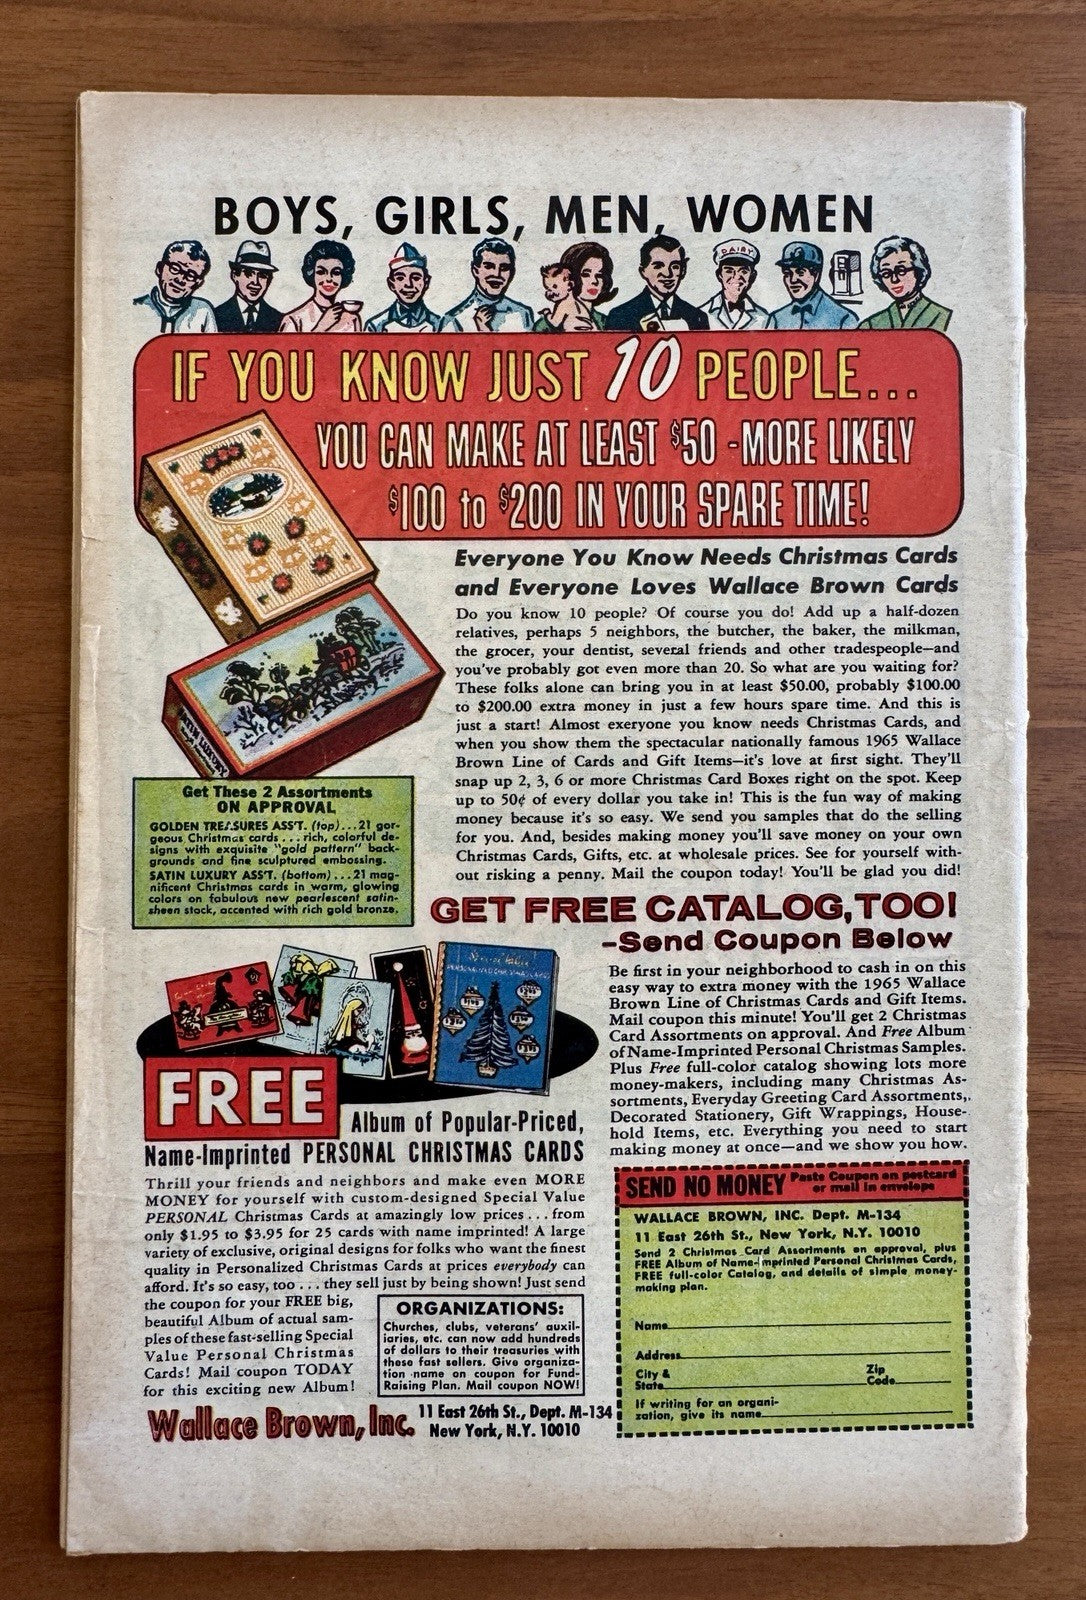 BOYS, GIRLS, MEN, WOMEN
DAIRY
IF YOU KNOW JUST 10 PEOPLE...
YOU CAN MAKE AT LEAST $50 -MORE LIKELY
$100 to $200 IN YOUR SPARE TIME!
Everyone You Know Needs Christmas Cards
and Everyone Loves Wallace Brown Cards
Do you know 10 people? Of course you do! Add up a half-dozen
relatives, perhaps 5 neighbors, the butcher, the baker, the milkman,
the grocer, your dentist, several friends and other tradespeople—and
you've probably got even more than 20. So what are you waiting for?
These folks alone can bring you in at least $50.00, probably $100.00
to $200.00 extra money in just a few hours spare time. And this is
just a start! Almost exeryone you know needs Christmas Cards, and
when you show them the spectacular nationally famous 1965 Wallace
Brown Line of Cards and Gift Items—it's love at first sight. They'll
snap up 2, 3, 6 or more Christmas Card Boxes right on the spot. Keep
up to 50¢ of every dollar you take in! This is the fun way of making
money because it's so easy. We send you samples that do the selling
for you. And, besides making money you'll save money on your own
Christmas Cards, Gifts, etc. at wholesale prices. See for yourself with-
out risking a penny. Mail the coupon today! You'll be glad you did!
SATIN LUXURY
Get These 2 Assortments
ON APPROVAL
GOLDEN TREASURES ASS'T. (top)...21 gor-
geous Christmas cards ... rich, colorful de-
signs with exquisite "gold pattern" back-
grounds and fine sculptured embossing.
SATIN LUXURY ASS'T. (bottom)...21 mag-
nificent Christmas cards in warm, glowing
colors on fabulous new pearlescent satin-
sheen stock, accented with rich gold bronze.
GET FREE CATALOG, TOO!
—Send Coupon Below
Be first in your neighborhood to cash in on this
easy way to extra money with the 1965 Wallace
Brown Line of Christmas Cards and Gift Items.
Mail coupon this minute! You'll get 2 Christmas
Card Assortments on approval. And Free Album
of Name-Imprinted Personal Christmas Samples.
Plus Free full-color catalog showing lots more
money-makers, including many Christmas As-
sortments, Everyday Greeting Card Assortments,
Decorated Stationery, Gift Wrappings, House-
hold Items, etc. Everything you need to start
making money at once—and we show you how.
FREE
Album of Popular-Priced,
Name-Imprinted PERSONAL CHRISTMAS CARDS
Thrill your friends and neighbors and make even MORE
MONEY for yourself with custom-designed Special Value
PERSONAL Christmas Cards at amazingly low prices ... from
only $1.95 to $3.95 for 25 cards with name imprinted! A large
variety of exclusive, original designs for folks who want the finest
quality in Personalized Christmas Cards at prices everybody can
afford. It's so easy, too ... they sell just by being shown! Just send
the coupon for your FREE big,
beautiful Album of actual sam-
ples of these fast-selling Special
Value Personal Christmas
Cards! Mail coupon TODAY
for this exciting new Album!
ORGANIZATIONS:
Churches, clubs, veterans' auxil-
iaries, etc. can now add hundreds
of dollars to their treasuries with
these fast sellers. Give organiza-
tion name on coupon for Fund-
Raising Plan. Mail coupon NOW!
Wallace Brown, Inc.
11 East 26th St., Dept. M-134
New York, N.Y. 10010
SEND NO MONEY Paste Coupon on postcard
or mail in envelope
WALLACE BROWN, INC. Dept. M-134
11 East 26th St., New York, N.Y. 10010
Send 2 Christmas Card Assortments on approval, plus
FREE Album of Name-Imprinted Personal Christmas Cards,
FREE full-color Catalog, and details of simple money-
making plan.
Name
Address
City & State
Zip Code
If writing for an organi-
zation, give its name